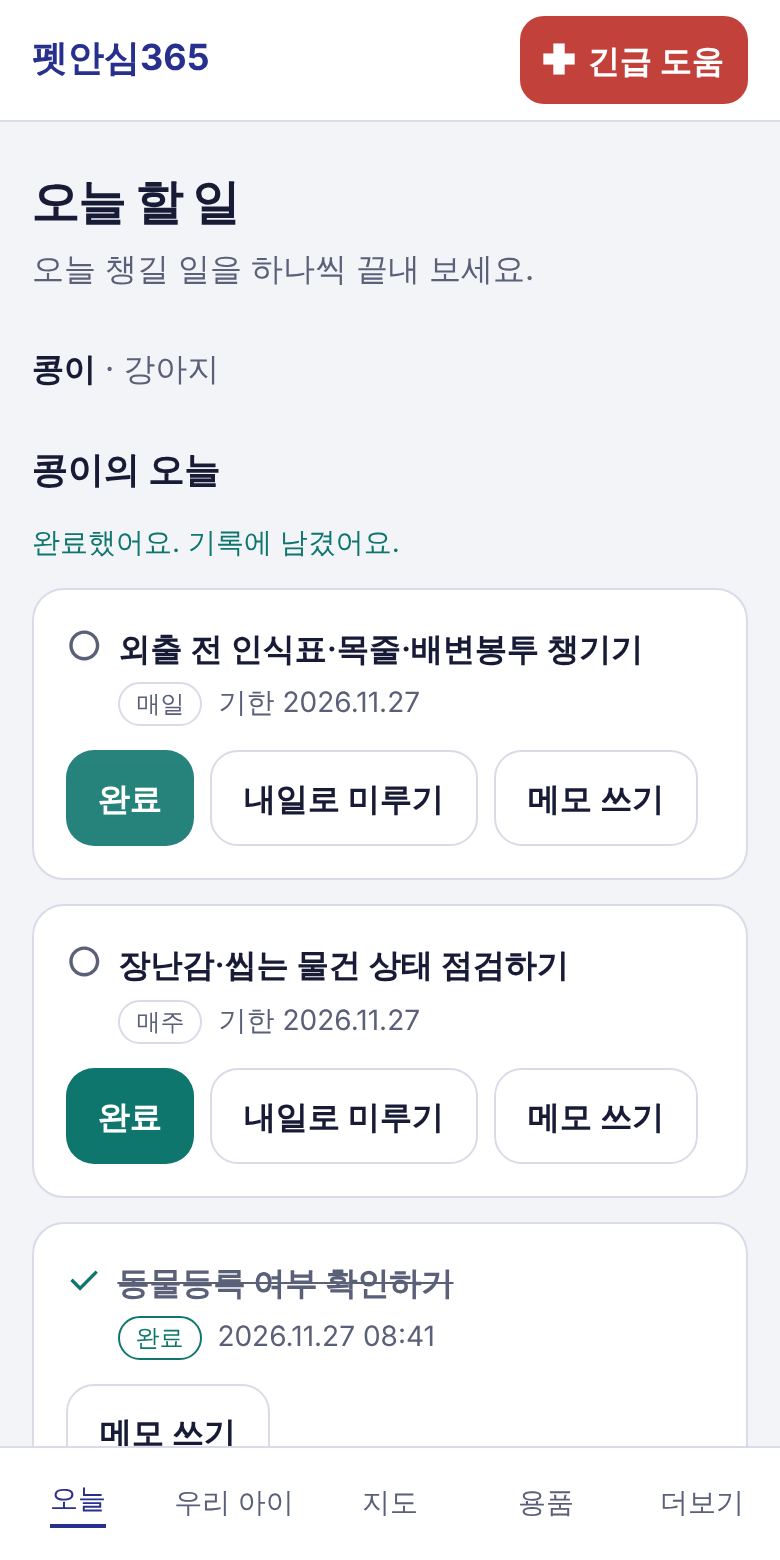 펫안심365
긴급 도움
오늘 할 일
오늘 챙길 일을 하나씩 끝내 보세요.
콩이 · 강아지
콩이의 오늘
완료했어요. 기록에 남겼어요.
외출 전 인식표·목줄·배변봉투 챙기기
매일 기한 2026.11.27
완료 내일로 미루기 메모 쓰기
장난감·씹는 물건 상태 점검하기
매주 기한 2026.11.27
완료 내일로 미루기 메모 쓰기
동물등록 여부 확인하기
완료 2026.11.27 08:41
메모 쓰기
오늘 우리 아이 지도 용품 더보기